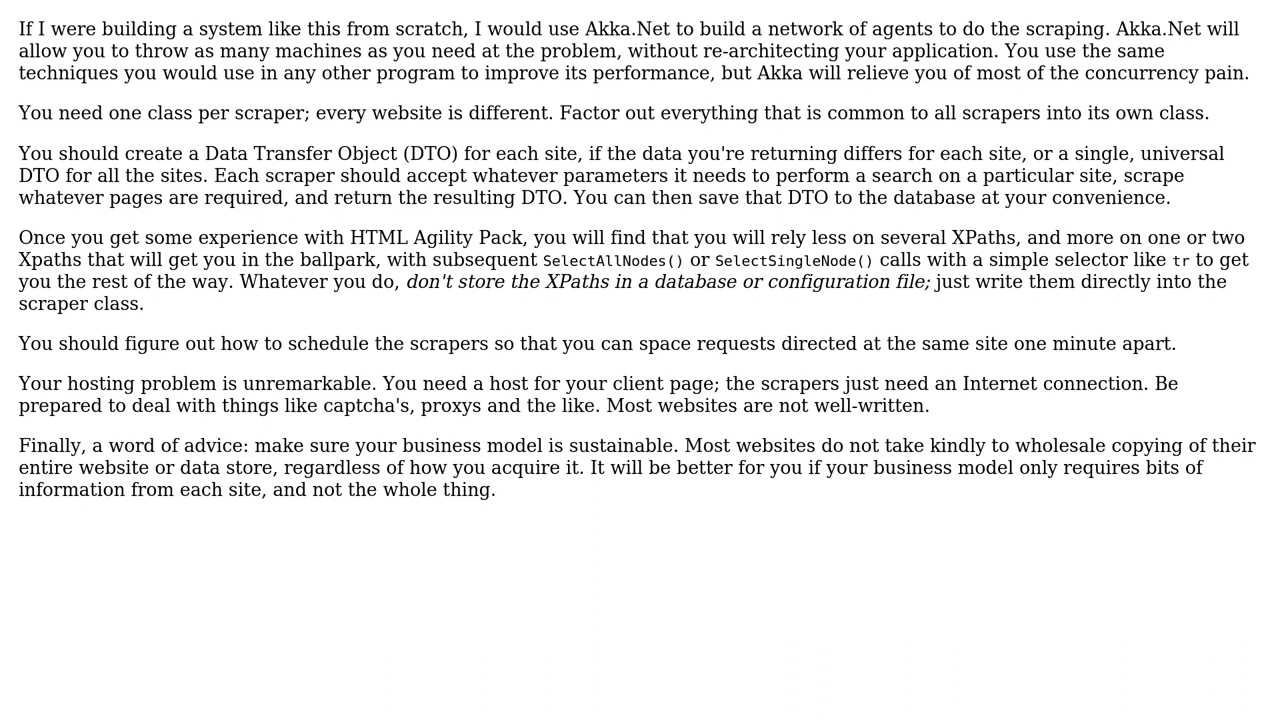 If I were building a system like this from scratch, I would use Akka.Net to build a network of agents to do the scraping. Akka.Net will
allow you to throw as many machines as you need at the problem, without re-architecting your application. You use the same
techniques you would use in any other program to improve its performance, but Akka will relieve you of most of the concurrency pain.
You need one class per scraper; every website is different. Factor out everything that is common to all scrapers into its own class.
You should create a Data Transfer Object (DTO) for each site, if the data you're returning differs for each site, or a single, universal
DTO for all the sites. Each scraper should accept whatever parameters it needs to perform a search on a particular site, scrape
whatever pages are required, and return the resulting DTO. You can then save that DTO to the database at your convenience.
Once you get some experience with HTML Agility Pack, you will find that you will rely less on several XPaths, and more on one or two
Xpaths that will get you in the ballpark, with subsequent SelectAllNodes() or SelectSingleNode() calls with a simple selector like tr to get
you the rest of the way. Whatever you do, don't store the XPaths in a database or configuration file; just write them directly into the
scraper class.
You should figure out how to schedule the scrapers so that you can space requests directed at the same site one minute apart.
Your hosting problem is unremarkable. You need a host for your client page; the scrapers just need an Internet connection. Be
prepared to deal with things like captcha's, proxys and the like. Most websites are not well-written.
Finally, a word of advice: make sure your business model is sustainable. Most websites do not take kindly to wholesale copying of their
entire website or data store, regardless of how you acquire it. It will be better for you if your business model only requires bits of
information from each site, and not the whole thing.